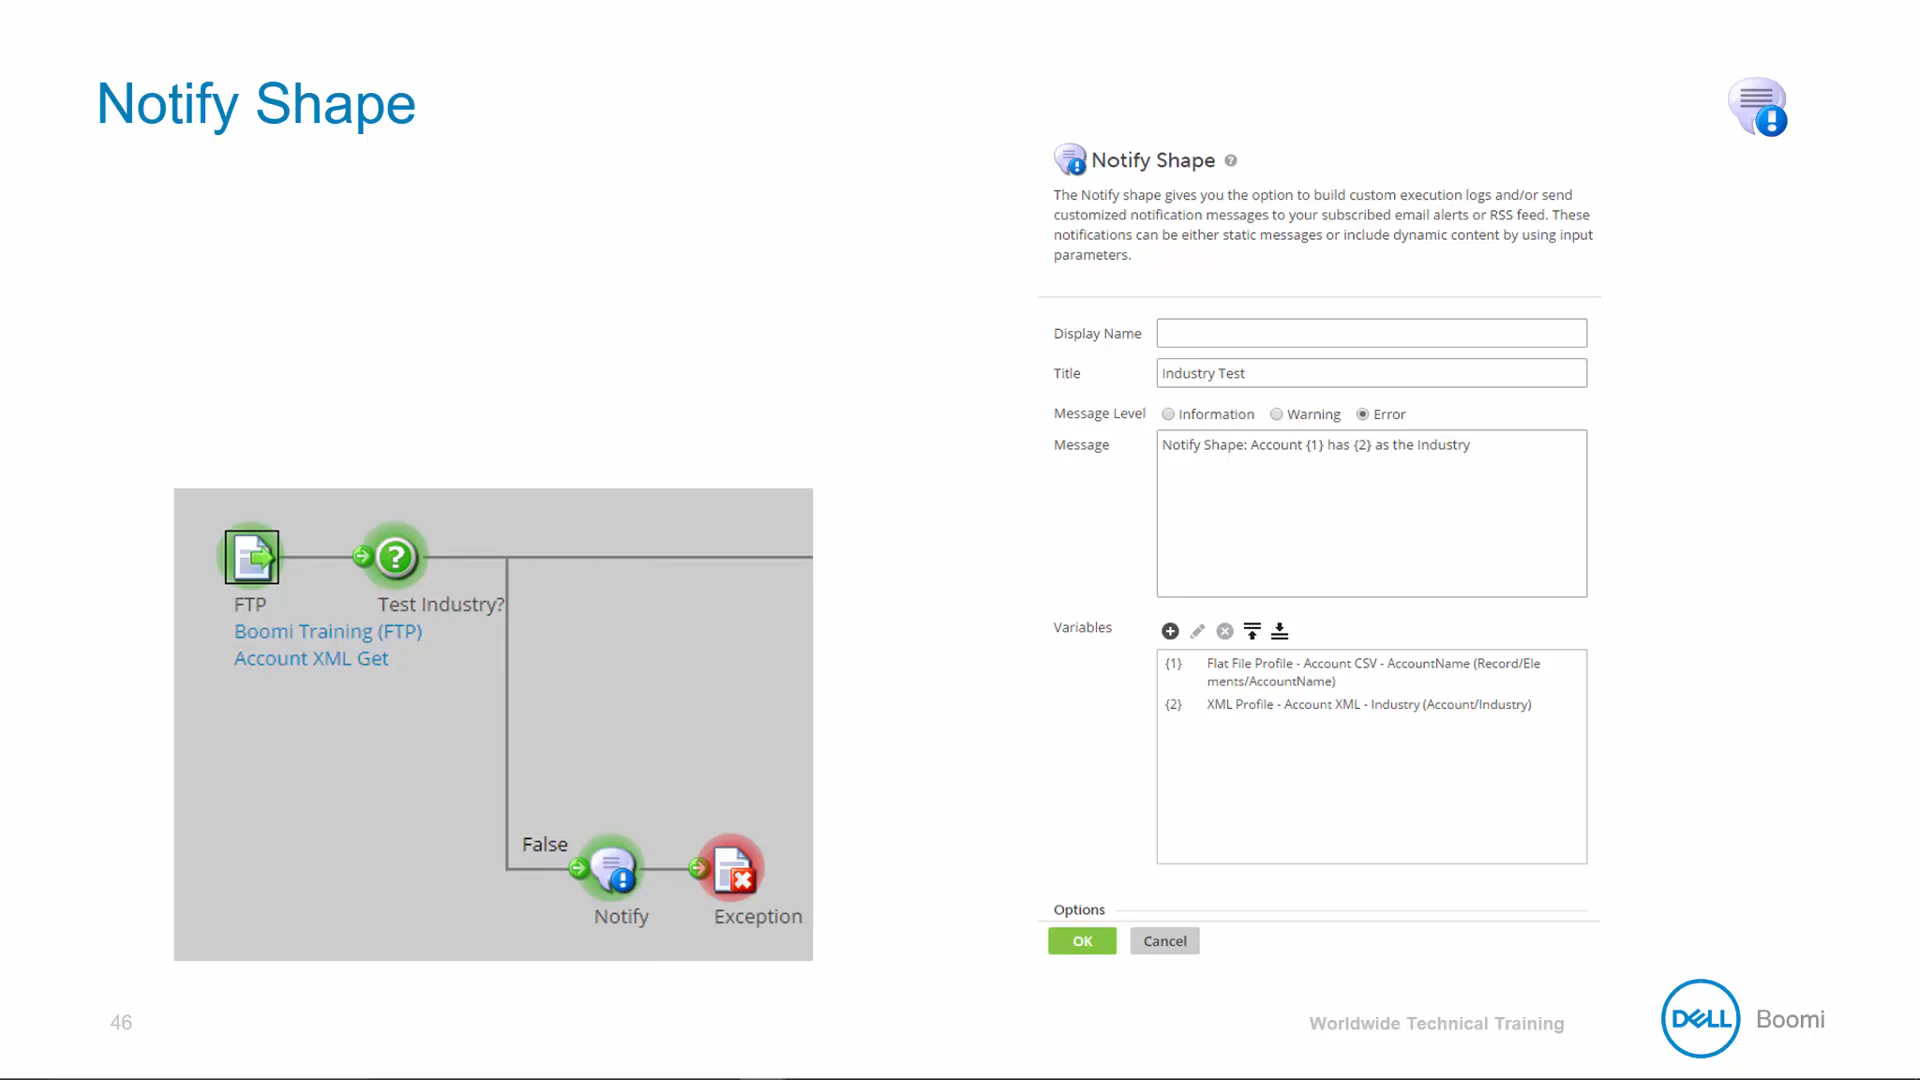 Notify Shape
Notify Shape
The Notify shape gives you the option to build custom execution logs and/or send
customized notification messages to your subscribed email alerts or RSS feed. These
notifications can be either static messages or include dynamic content by using input
parameters.
Display Name
Title Industry Test
Message Level Information Warning Error
Message Notify Shape: Account {1} has {2} as the Industry
Variables
{1} Flat File Profile - Account CSV - AccountName (Record/Ele
ments/AccountName)
{2} XML Profile - Account XML - Industry (Account/Industry)
Options
OK Cancel
FTP
Boomi Training (FTP)
Account XML Get
Test Industry?
False
Notify
Exception
46
Worldwide Technical Training
DELL Boomi